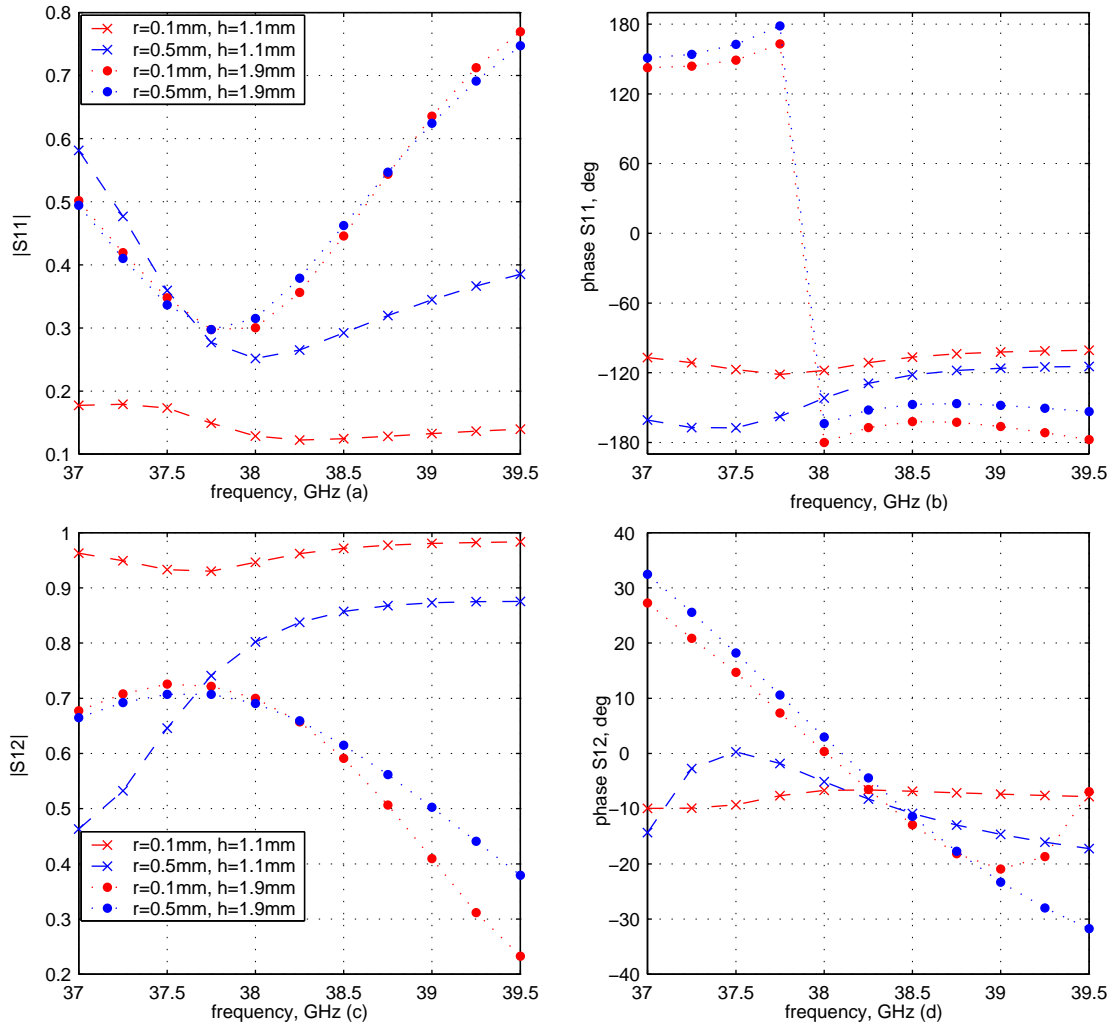 0.8
0.7
0.6
0.5
0.4
0.3
0.2
0.1
|S11|
r=0.1mm, h=1.1mm
r=0.5mm, h=1.1mm
r=0.1mm, h=1.9mm
r=0.5mm, h=1.9mm
37 37.5 38 38.5 39 39.5
frequency, GHz (a)
180
120
60
0
−60
−120
−180
phase S11, deg
37 37.5 38 38.5 39 39.5
frequency, GHz (b)
1
0.9
0.8
0.7
0.6
0.5
0.4
0.3
0.2
|S12|
r=0.1mm, h=1.1mm
r=0.5mm, h=1.1mm
r=0.1mm, h=1.9mm
r=0.5mm, h=1.9mm
37 37.5 38 38.5 39 39.5
frequency, GHz (c)
40
30
20
10
0
−10
−20
−30
−40
phase S12, deg
37 37.5 38 38.5 39 39.5
frequency, GHz (d)